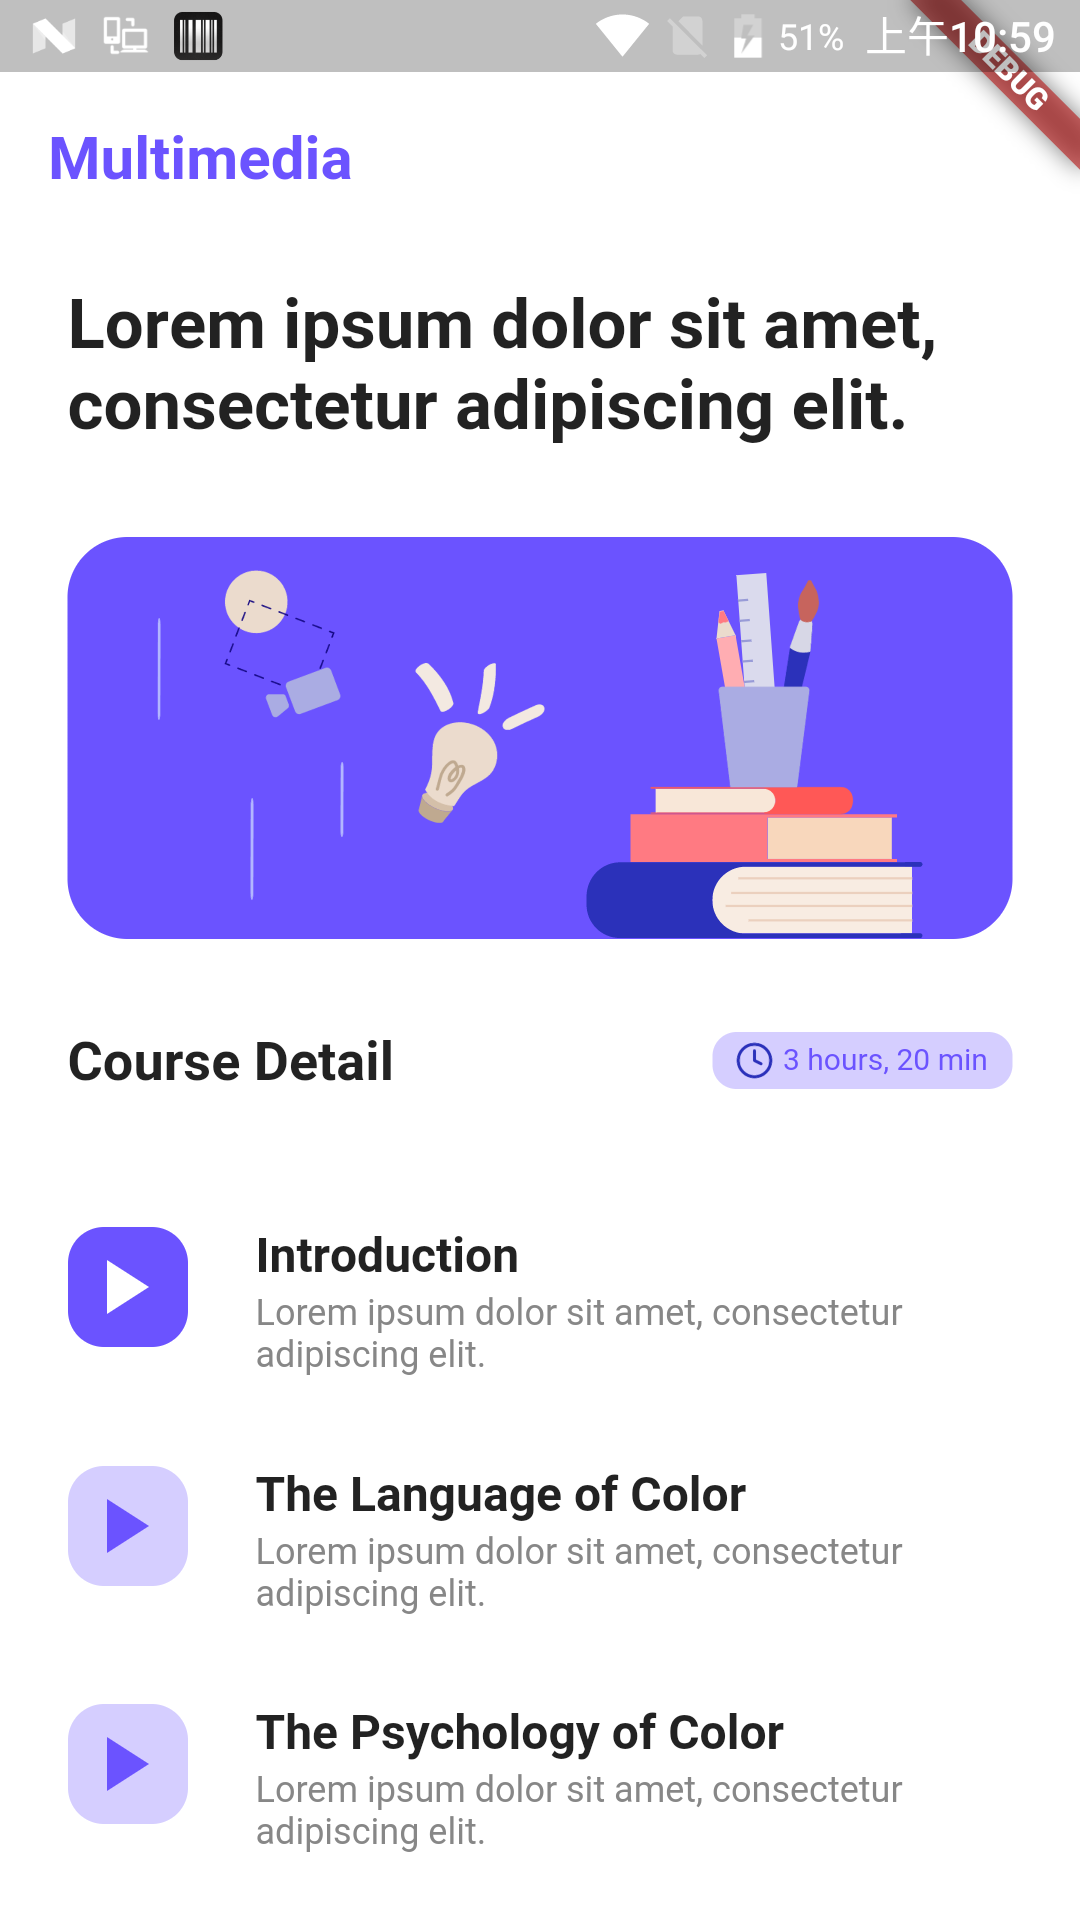 51% 上午10:59
DEBUG
Multimedia
Lorem ipsum dolor sit amet,
consectetur adipiscing elit.
Course Detail
3 hours, 20 min
Introduction
Lorem ipsum dolor sit amet, consectetur
adipiscing elit.
The Language of Color
Lorem ipsum dolor sit amet, consectetur
adipiscing elit.
The Psychology of Color
Lorem ipsum dolor sit amet, consectetur
adipiscing elit.